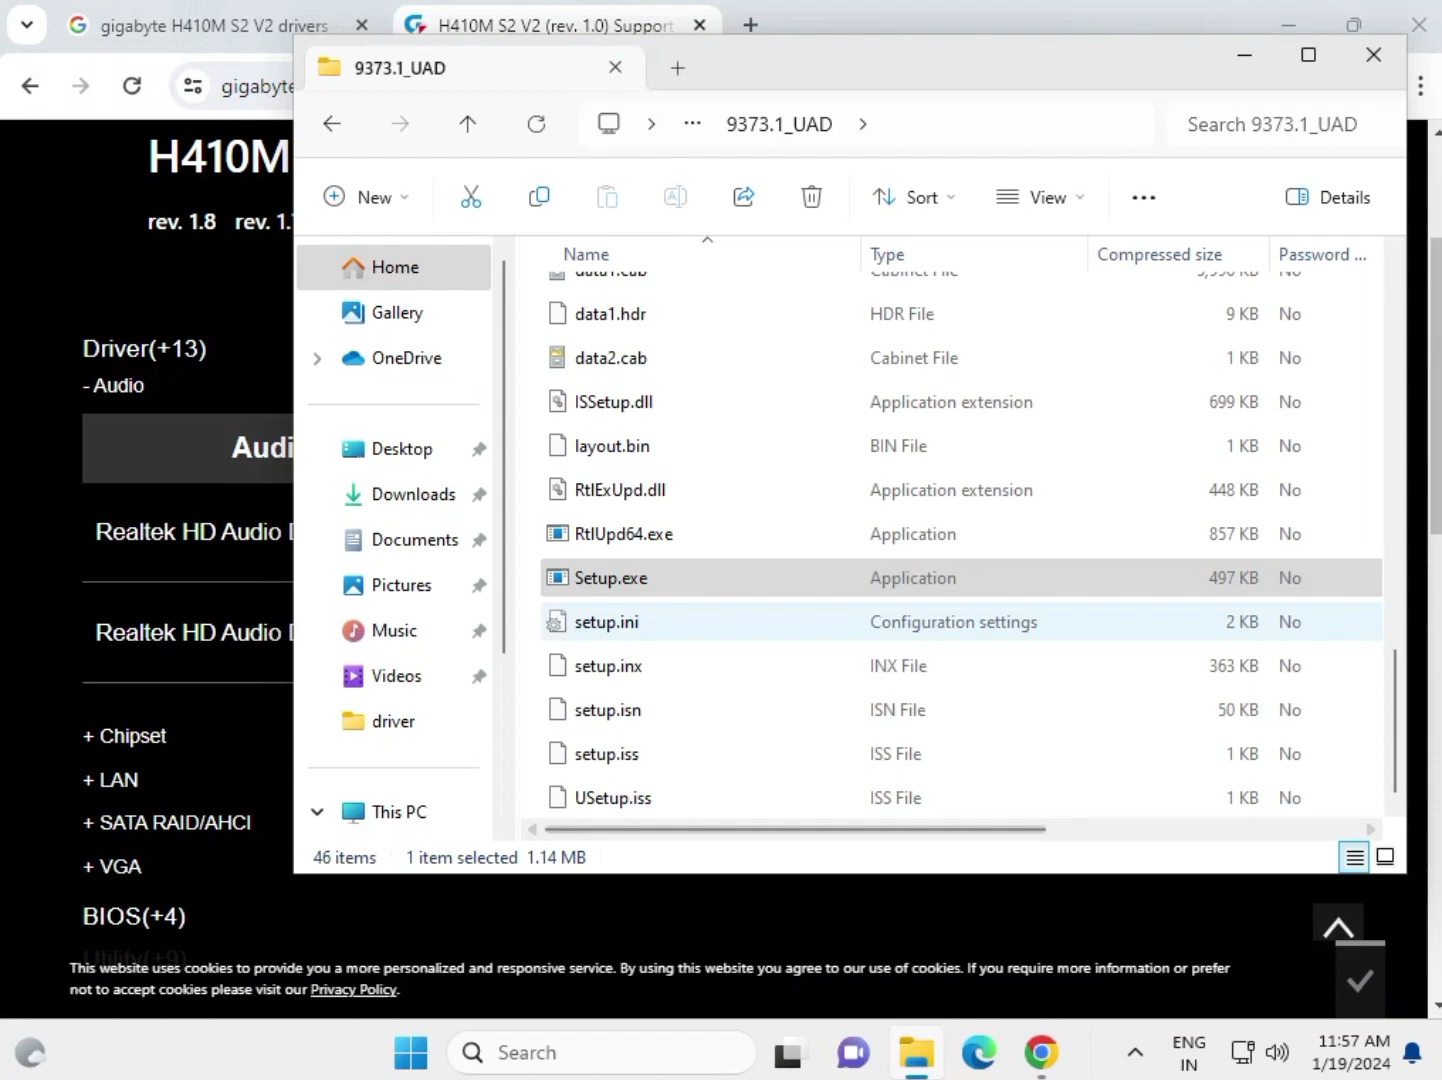 gigabyte H410M S2 V2 drivers
H410M S2 V2 (rev. 1.0) Support
gigabyte
9373.1_UAD
9373.1_UAD
Search 9373.1_UAD
New
Sort
View
Details
Home
Gallery
OneDrive
Desktop
Downloads
Documents
Pictures
Music
Videos
driver
This PC
Name Type Compressed size Password ...
data1.cab Cabinet File No
data1.hdr HDR File 9 KB No
data2.cab Cabinet File 1 KB No
ISSetup.dll Application extension 699 KB No
layout.bin BIN File 1 KB No
RtlExUpd.dll Application extension 448 KB No
RtlUpd64.exe Application 857 KB No
Setup.exe Application 497 KB No
setup.ini Configuration settings 2 KB No
setup.inx INX File 363 KB No
setup.isn ISN File 50 KB No
setup.iss ISS File 1 KB No
USetup.iss ISS File 1 KB No
46 items 1 item selected 1.14 MB
H410M
rev. 1.8 rev. 1.
Driver(+13)
- Audio
Audi
Realtek HD Audio
Realtek HD Audio
+ Chipset
+ LAN
+ SATA RAID/AHCI
+ VGA
BIOS(+4)
Utility(+9)
This website uses cookies to provide you a more personalized and responsive service. By using this website you agree to our use of cookies. If you require more information or prefer
not to accept cookies please visit our Privacy Policy.
Search
ENG
IN
11:57 AM
1/19/2024